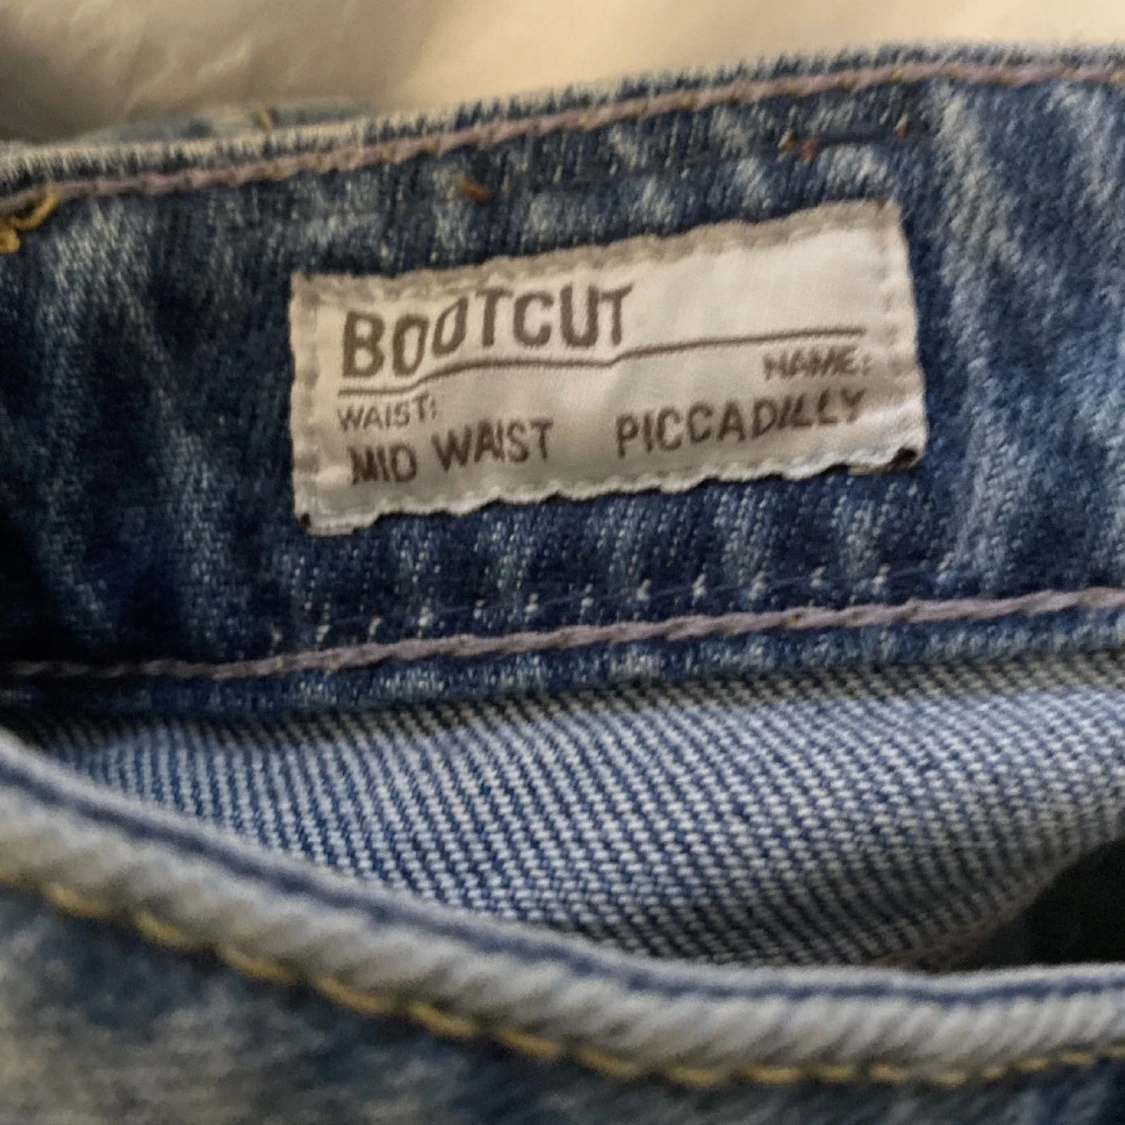 BOOTCUT
NAME:
WAIST:
MID WAIST PICCADILLY